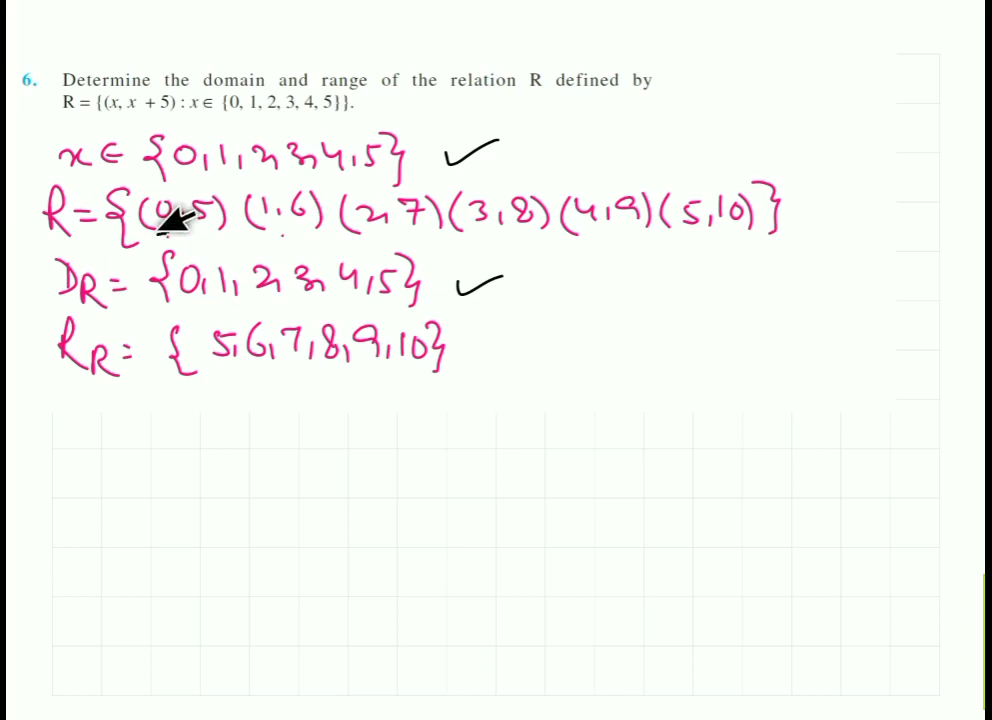 6. Determine the domain and range of the relation R defined by
R = {(x, x + 5) : x ∈ {0, 1, 2, 3, 4, 5}}.
x ∈ {0, 1, 2, 3, 4, 5} ✓
R = {(0, 5) (1, 6) (2, 7) (3, 8) (4, 9) (5, 10)}
DR = {0, 1, 2, 3, 4, 5} ✓
RR = { 5, 6, 7, 8, 9, 10}